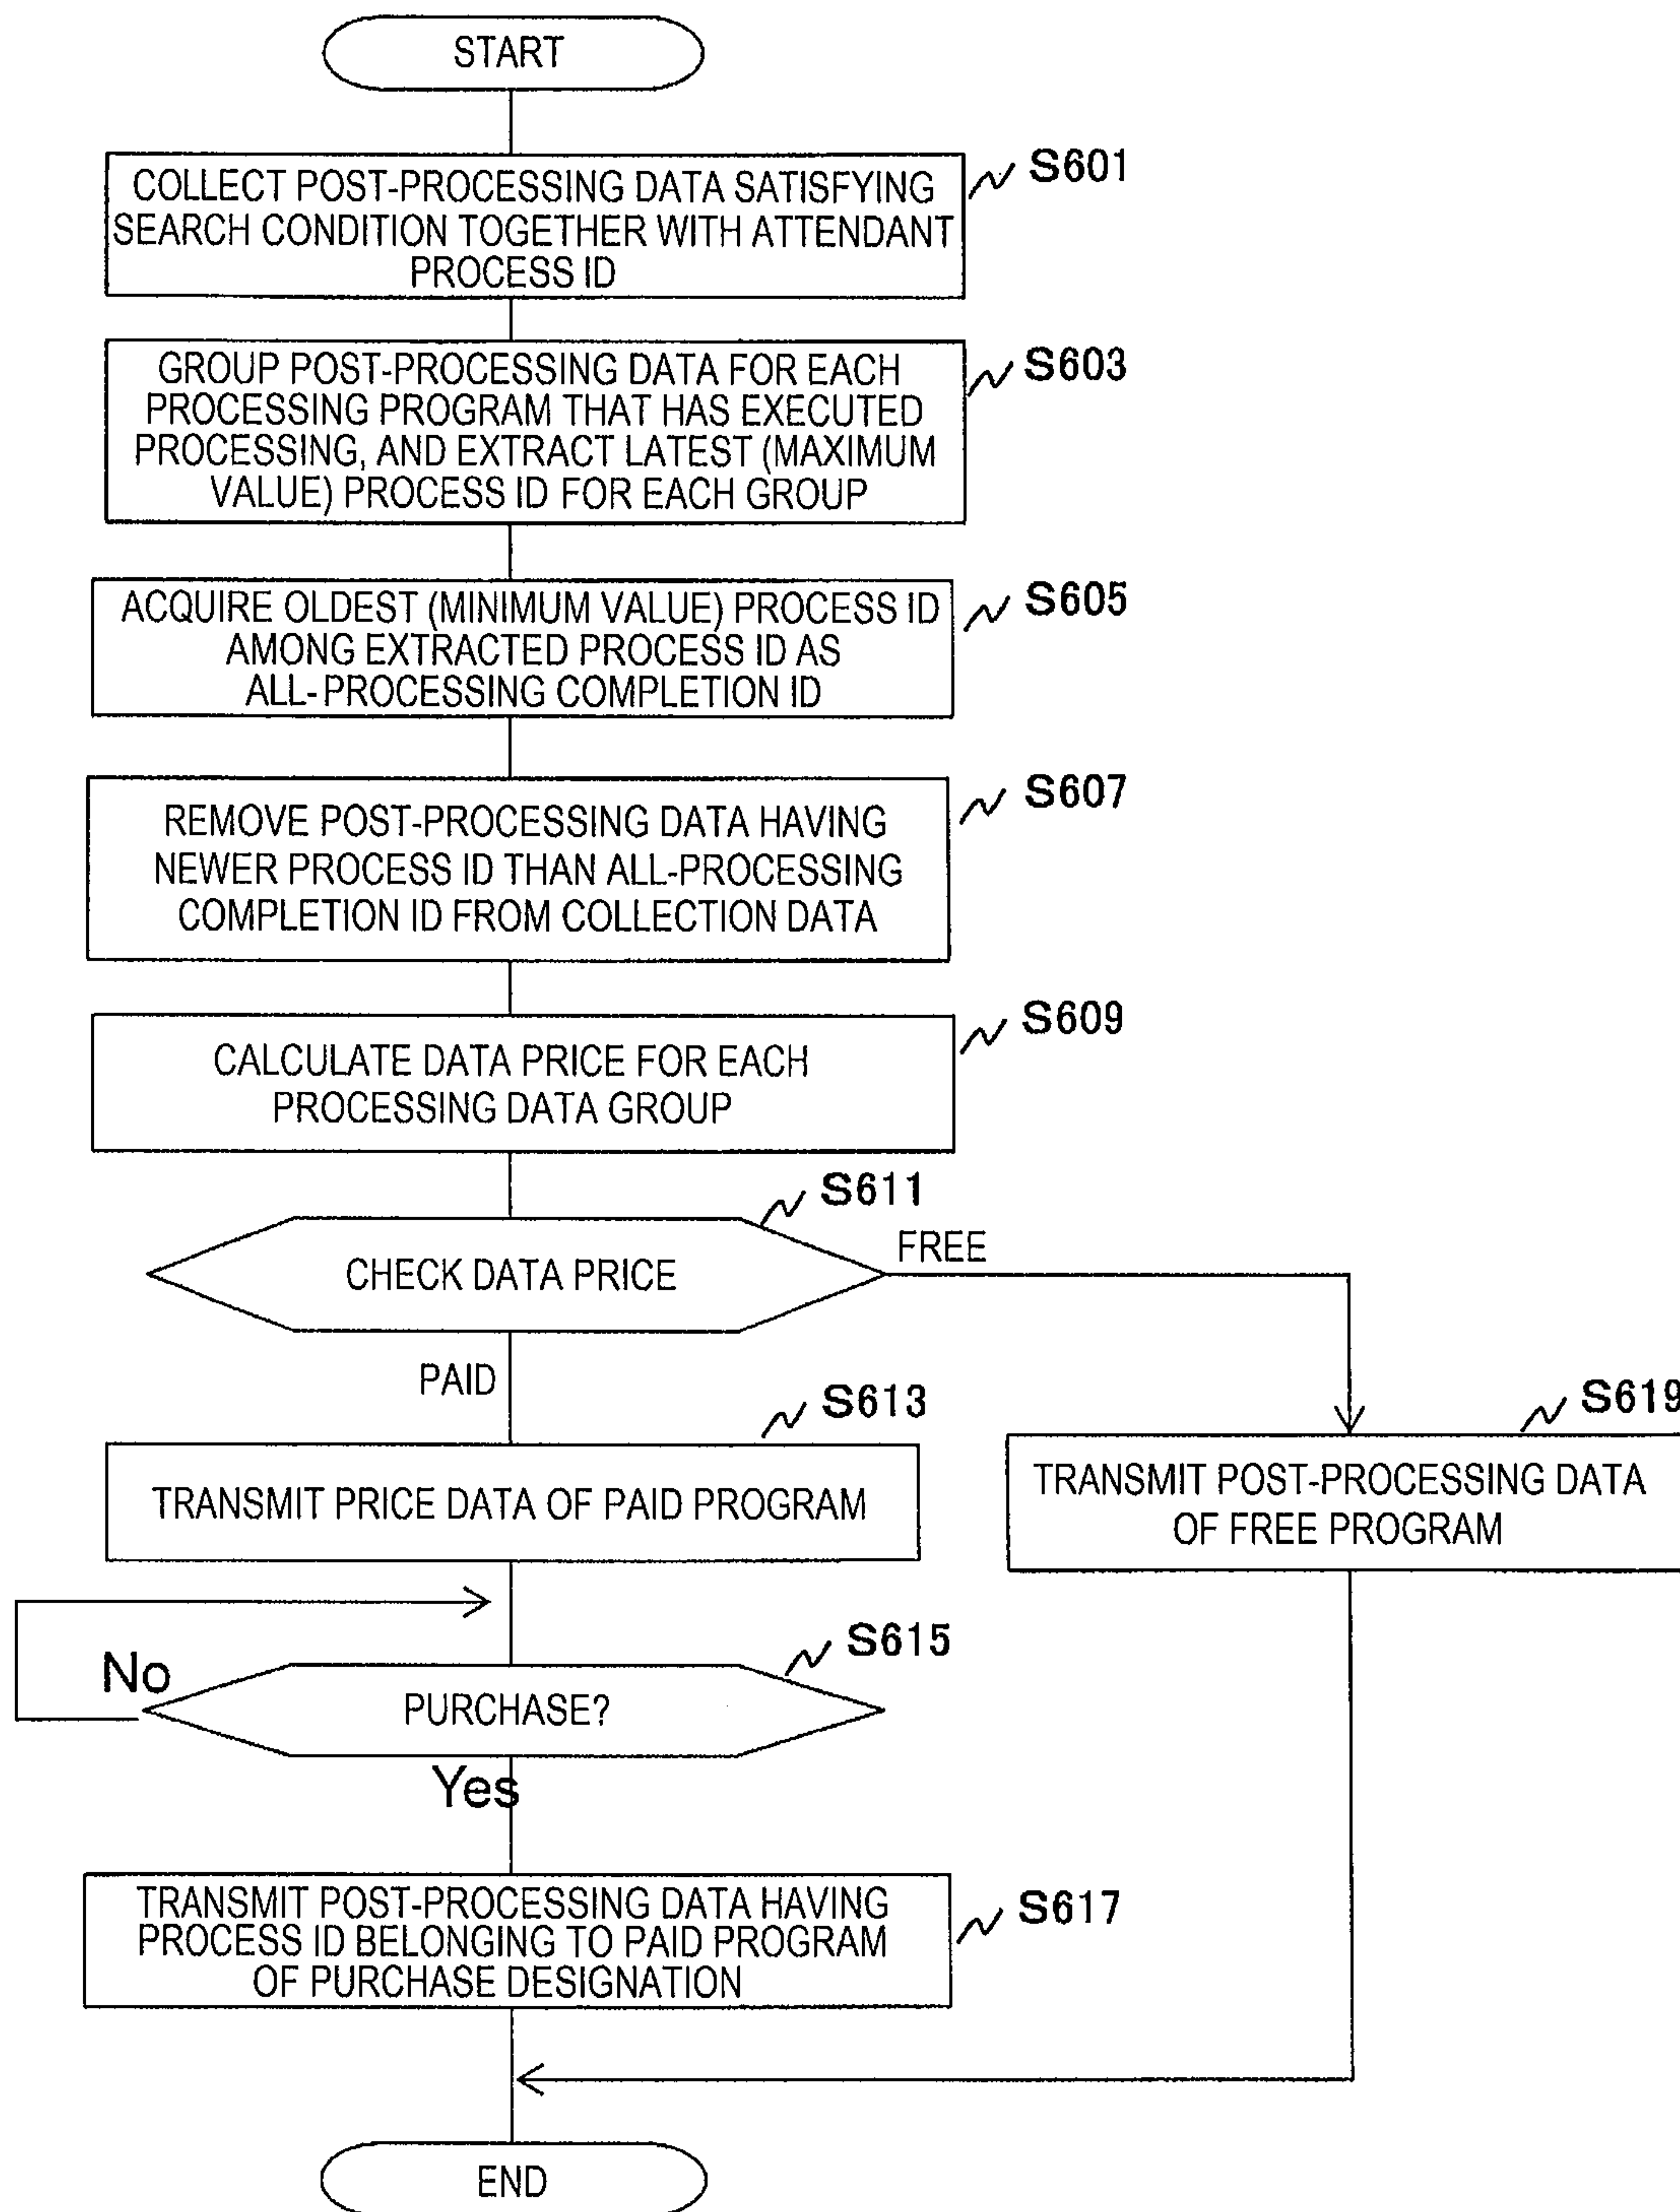 START
S601
COLLECT POST-PROCESSING DATA SATISFYING
SEARCH CONDITION TOGETHER WITH ATTENDANT
PROCESS ID
S603
GROUP POST-PROCESSING DATA FOR EACH
PROCESSING PROGRAM THAT HAS EXECUTED
PROCESSING, AND EXTRACT LATEST (MAXIMUM
VALUE) PROCESS ID FOR EACH GROUP
S605
ACQUIRE OLDEST (MINIMUM VALUE) PROCESS ID
AMONG EXTRACTED PROCESS ID AS
ALL-PROCESSING COMPLETION ID
S607
REMOVE POST-PROCESSING DATA HAVING
NEWER PROCESS ID THAN ALL-PROCESSING
COMPLETION ID FROM COLLECTION DATA
S609
CALCULATE DATA PRICE FOR EACH
PROCESSING DATA GROUP
S611
CHECK DATA PRICE
FREE
PAID
S613
TRANSMIT PRICE DATA OF PAID PROGRAM
S619
TRANSMIT POST-PROCESSING DATA
OF FREE PROGRAM
S615
No
PURCHASE?
Yes
S617
TRANSMIT POST-PROCESSING DATA HAVING
PROCESS ID BELONGING TO PAID PROGRAM
OF PURCHASE DESIGNATION
END